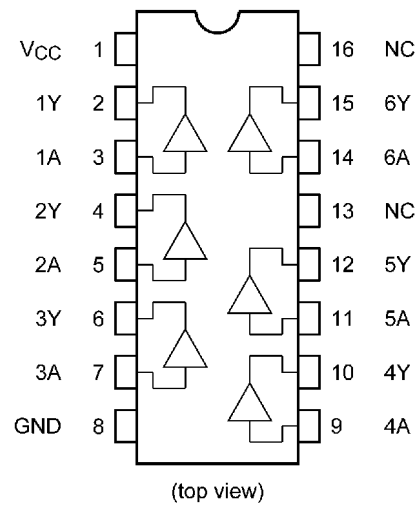 VCC 1 16 NC
1Y 2 15 6Y
1A 3 14 6A
2Y 4 13 NC
2A 5 12 5Y
3Y 6 11 5A
3A 7 10 4Y
GND 8 9 4A
(top view)